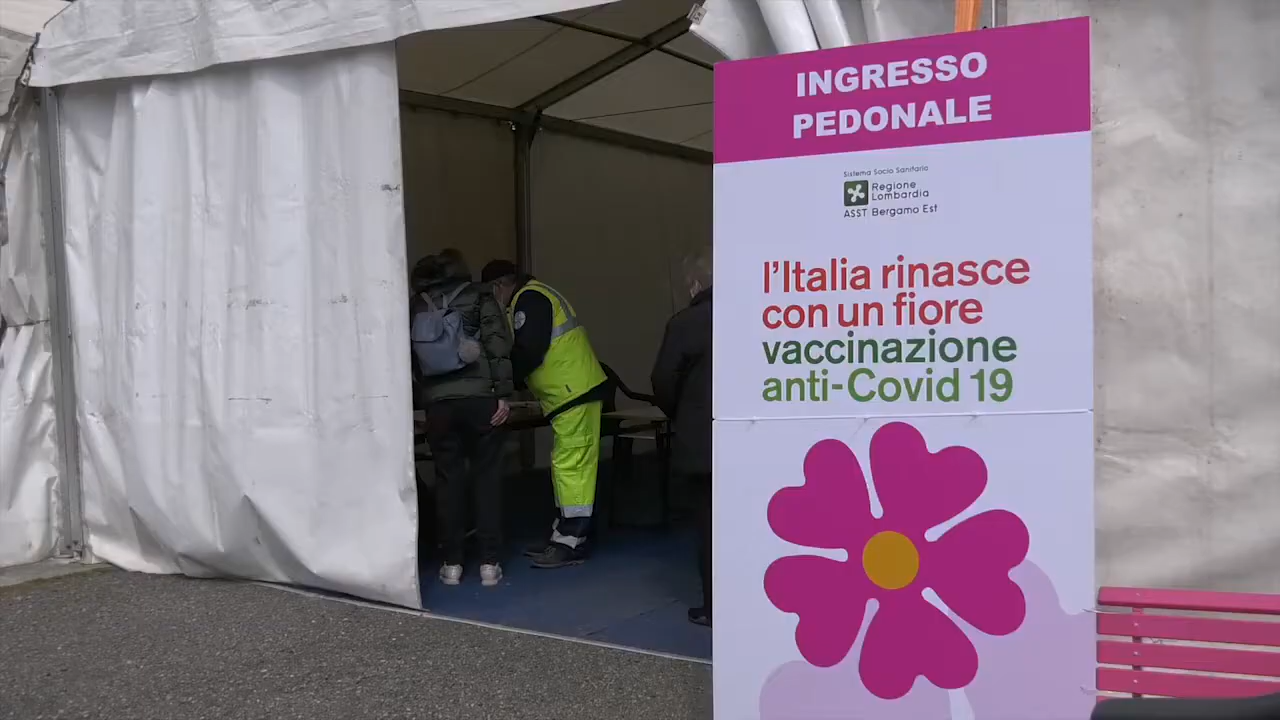 INGRESSO
PEDONALE
Sistema Socio Sanitario
Regione
Lombardia
ASST Bergamo Est
l'Italia rinasce
con un fiore
vaccinazione
anti-Covid 19